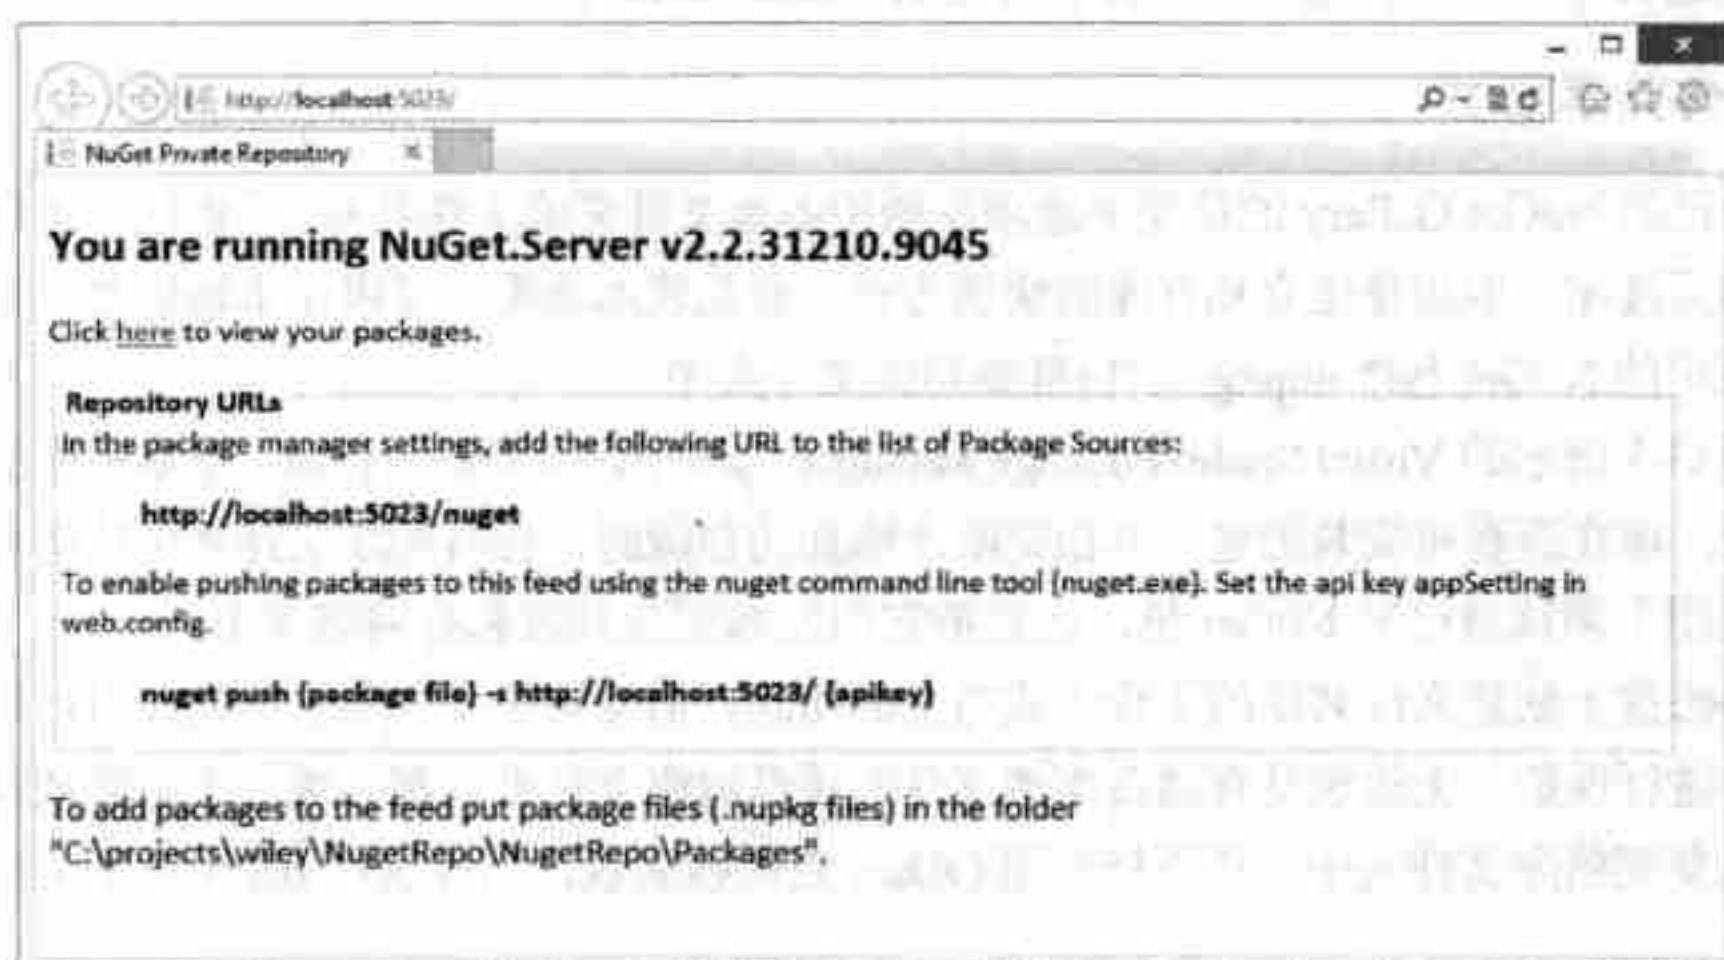 http://localhost:5023/
NuGet Private Repository
You are running NuGet.Server v2.2.31210.9045
Click here to view your packages.
Repository URLs
In the package manager settings, add the following URL to the list of Package Sources:
http://localhost:5023/nuget
To enable pushing packages to this feed using the nuget command line tool (nuget.exe). Set the api key appSetting in
web.config.
nuget push {package file} -s http://localhost:5023/ {apikey}
To add packages to the feed put package files (.nupkg files) in the folder
"C:\projects\wiley\NugetRepo\NugetRepo\Packages".